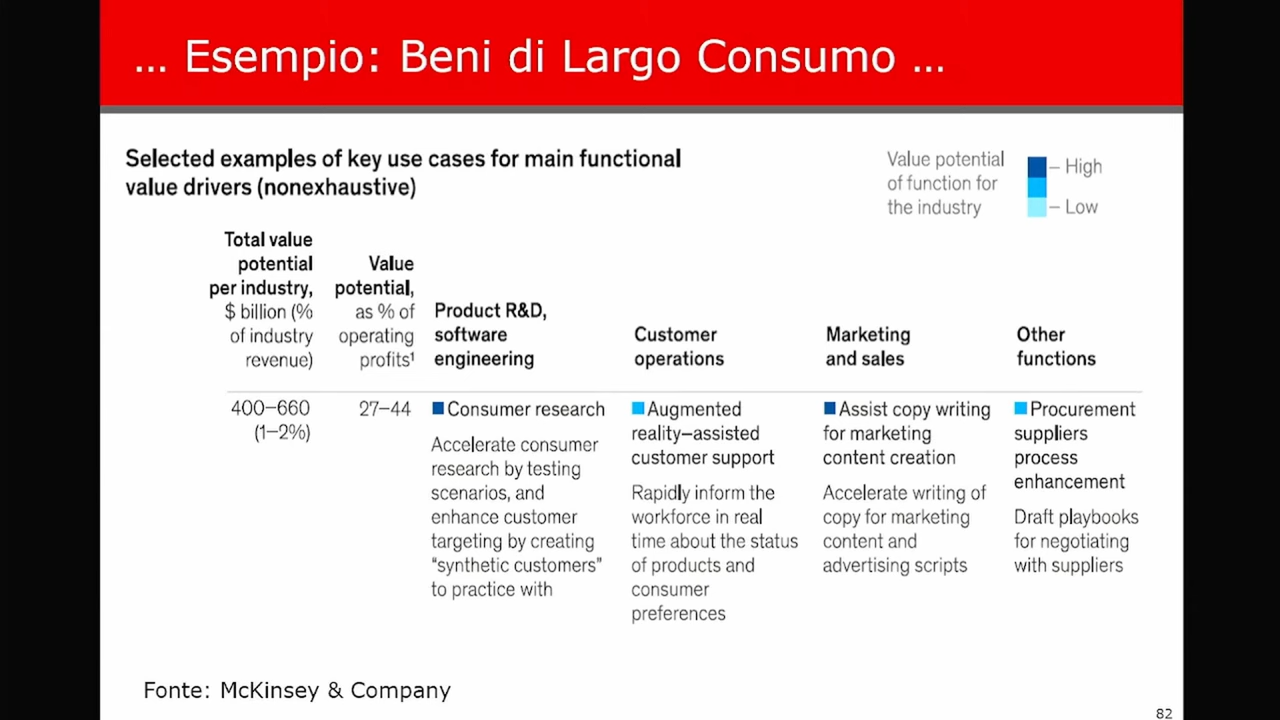 ... Esempio: Beni di Largo Consumo ...
Selected examples of key use cases for main functional
value drivers (nonexhaustive)
Value potential
of function for
the industry
– High
– Low
Total value
potential
per industry,
$ billion (%
of industry
revenue)
Value
potential,
as % of
operating
profits¹
Product R&D,
software
engineering
Customer
operations
Marketing
and sales
Other
functions
400–660
(1–2%)
27–44
Consumer research
Accelerate consumer
research by testing
scenarios, and
enhance customer
targeting by creating
"synthetic customers"
to practice with
Augmented
reality–assisted
customer support
Rapidly inform the
workforce in real
time about the status
of products and
consumer
preferences
Assist copy writing
for marketing
content creation
Accelerate writing of
copy for marketing
content and
advertising scripts
Procurement
suppliers
process
enhancement
Draft playbooks
for negotiating
with suppliers
Fonte: McKinsey & Company
82